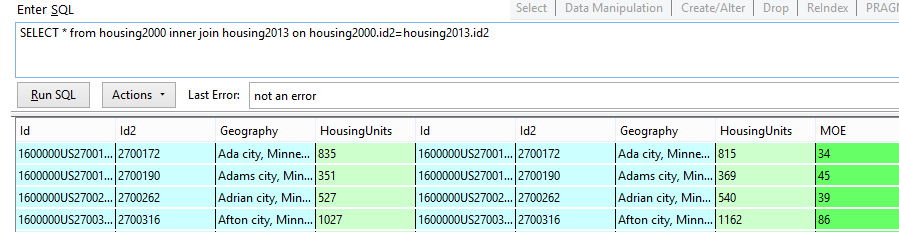 Enter SQL
Select Data Manipulation Create/Alter Drop ReIndex PRAG
SELECT * from housing2000 inner join housing2013 on housing2000.id2=housing2013.id2
Run SQL Actions Last Error: not an error
Id Id2 Geography HousingUnits Id Id2 Geography HousingUnits MOE
1600000US27001... 2700172 Ada city, Minne... 835 1600000US27001... 2700172 Ada city, Minne... 815 34
1600000US27001... 2700190 Adams city, Min... 351 1600000US27001... 2700190 Adams city, Min... 369 45
1600000US27002... 2700262 Adrian city, Min... 527 1600000US27002... 2700262 Adrian city, Min... 540 39
1600000US27003... 2700316 Afton city, Minn... 1027 1600000US27003... 2700316 Afton city, Minn... 1162 86